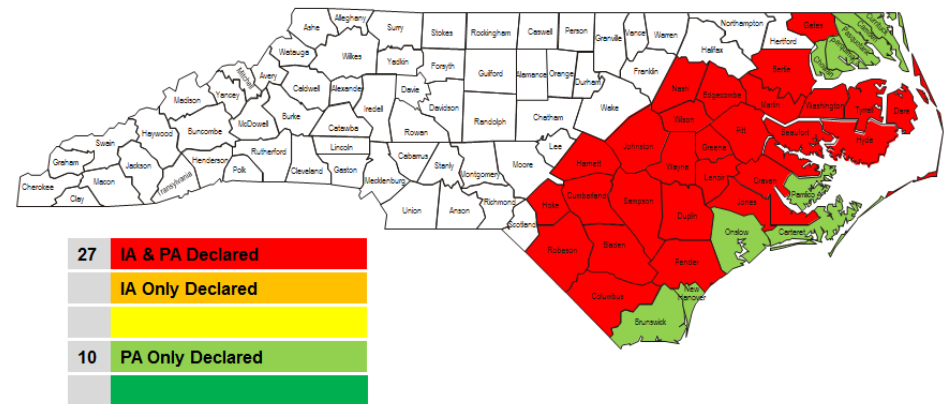 Ashe
Alleghany
Surry
Stokes
Rockingham
Caswell
Person
Granville
Vance
Warren
Northampton
Gates
Currituck
Camden
Pasquotank
Hertford
Halifax
Chowan
Watauga
Wilkes
Yadkin
Forsyth
Guilford
Alamance
Orange
Durham
Franklin
Bertie
Mitchell
Avery
Caldwell
Alexander
Davie
Iredell
Davidson
Randolph
Chatham
Wake
Nash
Edgecombe
Martin
Washington
Tyrrell
Dare
Madison
Yancey
McDowell
Burke
Catawba
Rowan
Wilson
Pitt
Beaufort
Hyde
Haywood
Buncombe
Swain
Rutherford
Lincoln
Cabarrus
Stanly
Montgomery
Moore
Lee
Harnett
Johnston
Greene
Wayne
Lenoir
Craven
Pamlico
Graham
Jackson
Henderson
Polk
Cleveland
Gaston
Mecklenburg
Cherokee
Macon
Clay
Transylvania
Union
Anson
Richmond
Scotland
Hoke
Cumberland
Sampson
Duplin
Jones
Onslow
Carteret
Robeson
Bladen
Pender
Columbus
New
Hanover
Brunswick
27 IA & PA Declared
IA Only Declared
10 PA Only Declared